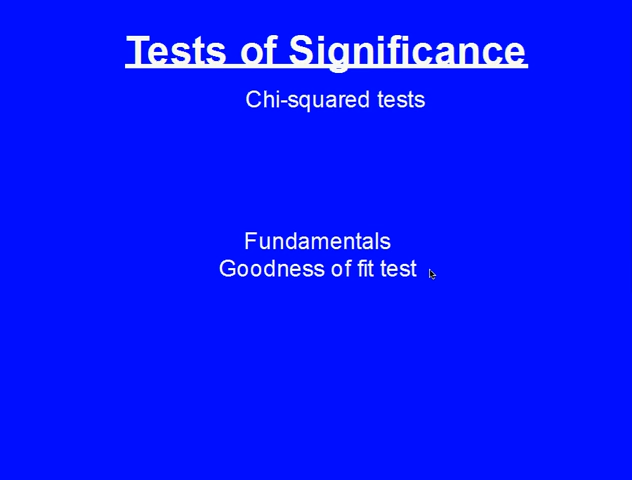 Tests of Significance
Chi-squared tests
Fundamentals
Goodness of fit test